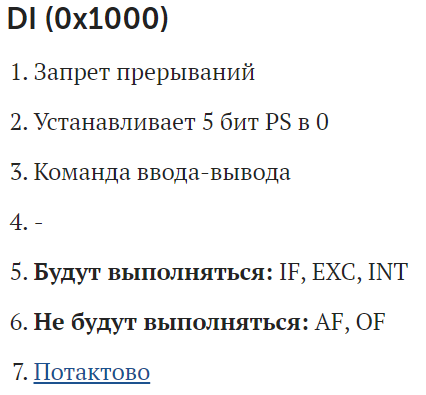 DI (0x1000)
1. Запрет прерываний
2. Устанавливает 5 бит PS в 0
3. Команда ввода-вывода
4. -
5. Будут выполняться: IF, EXC, INT
6. Не будут выполняться: AF, OF
7. Потактово